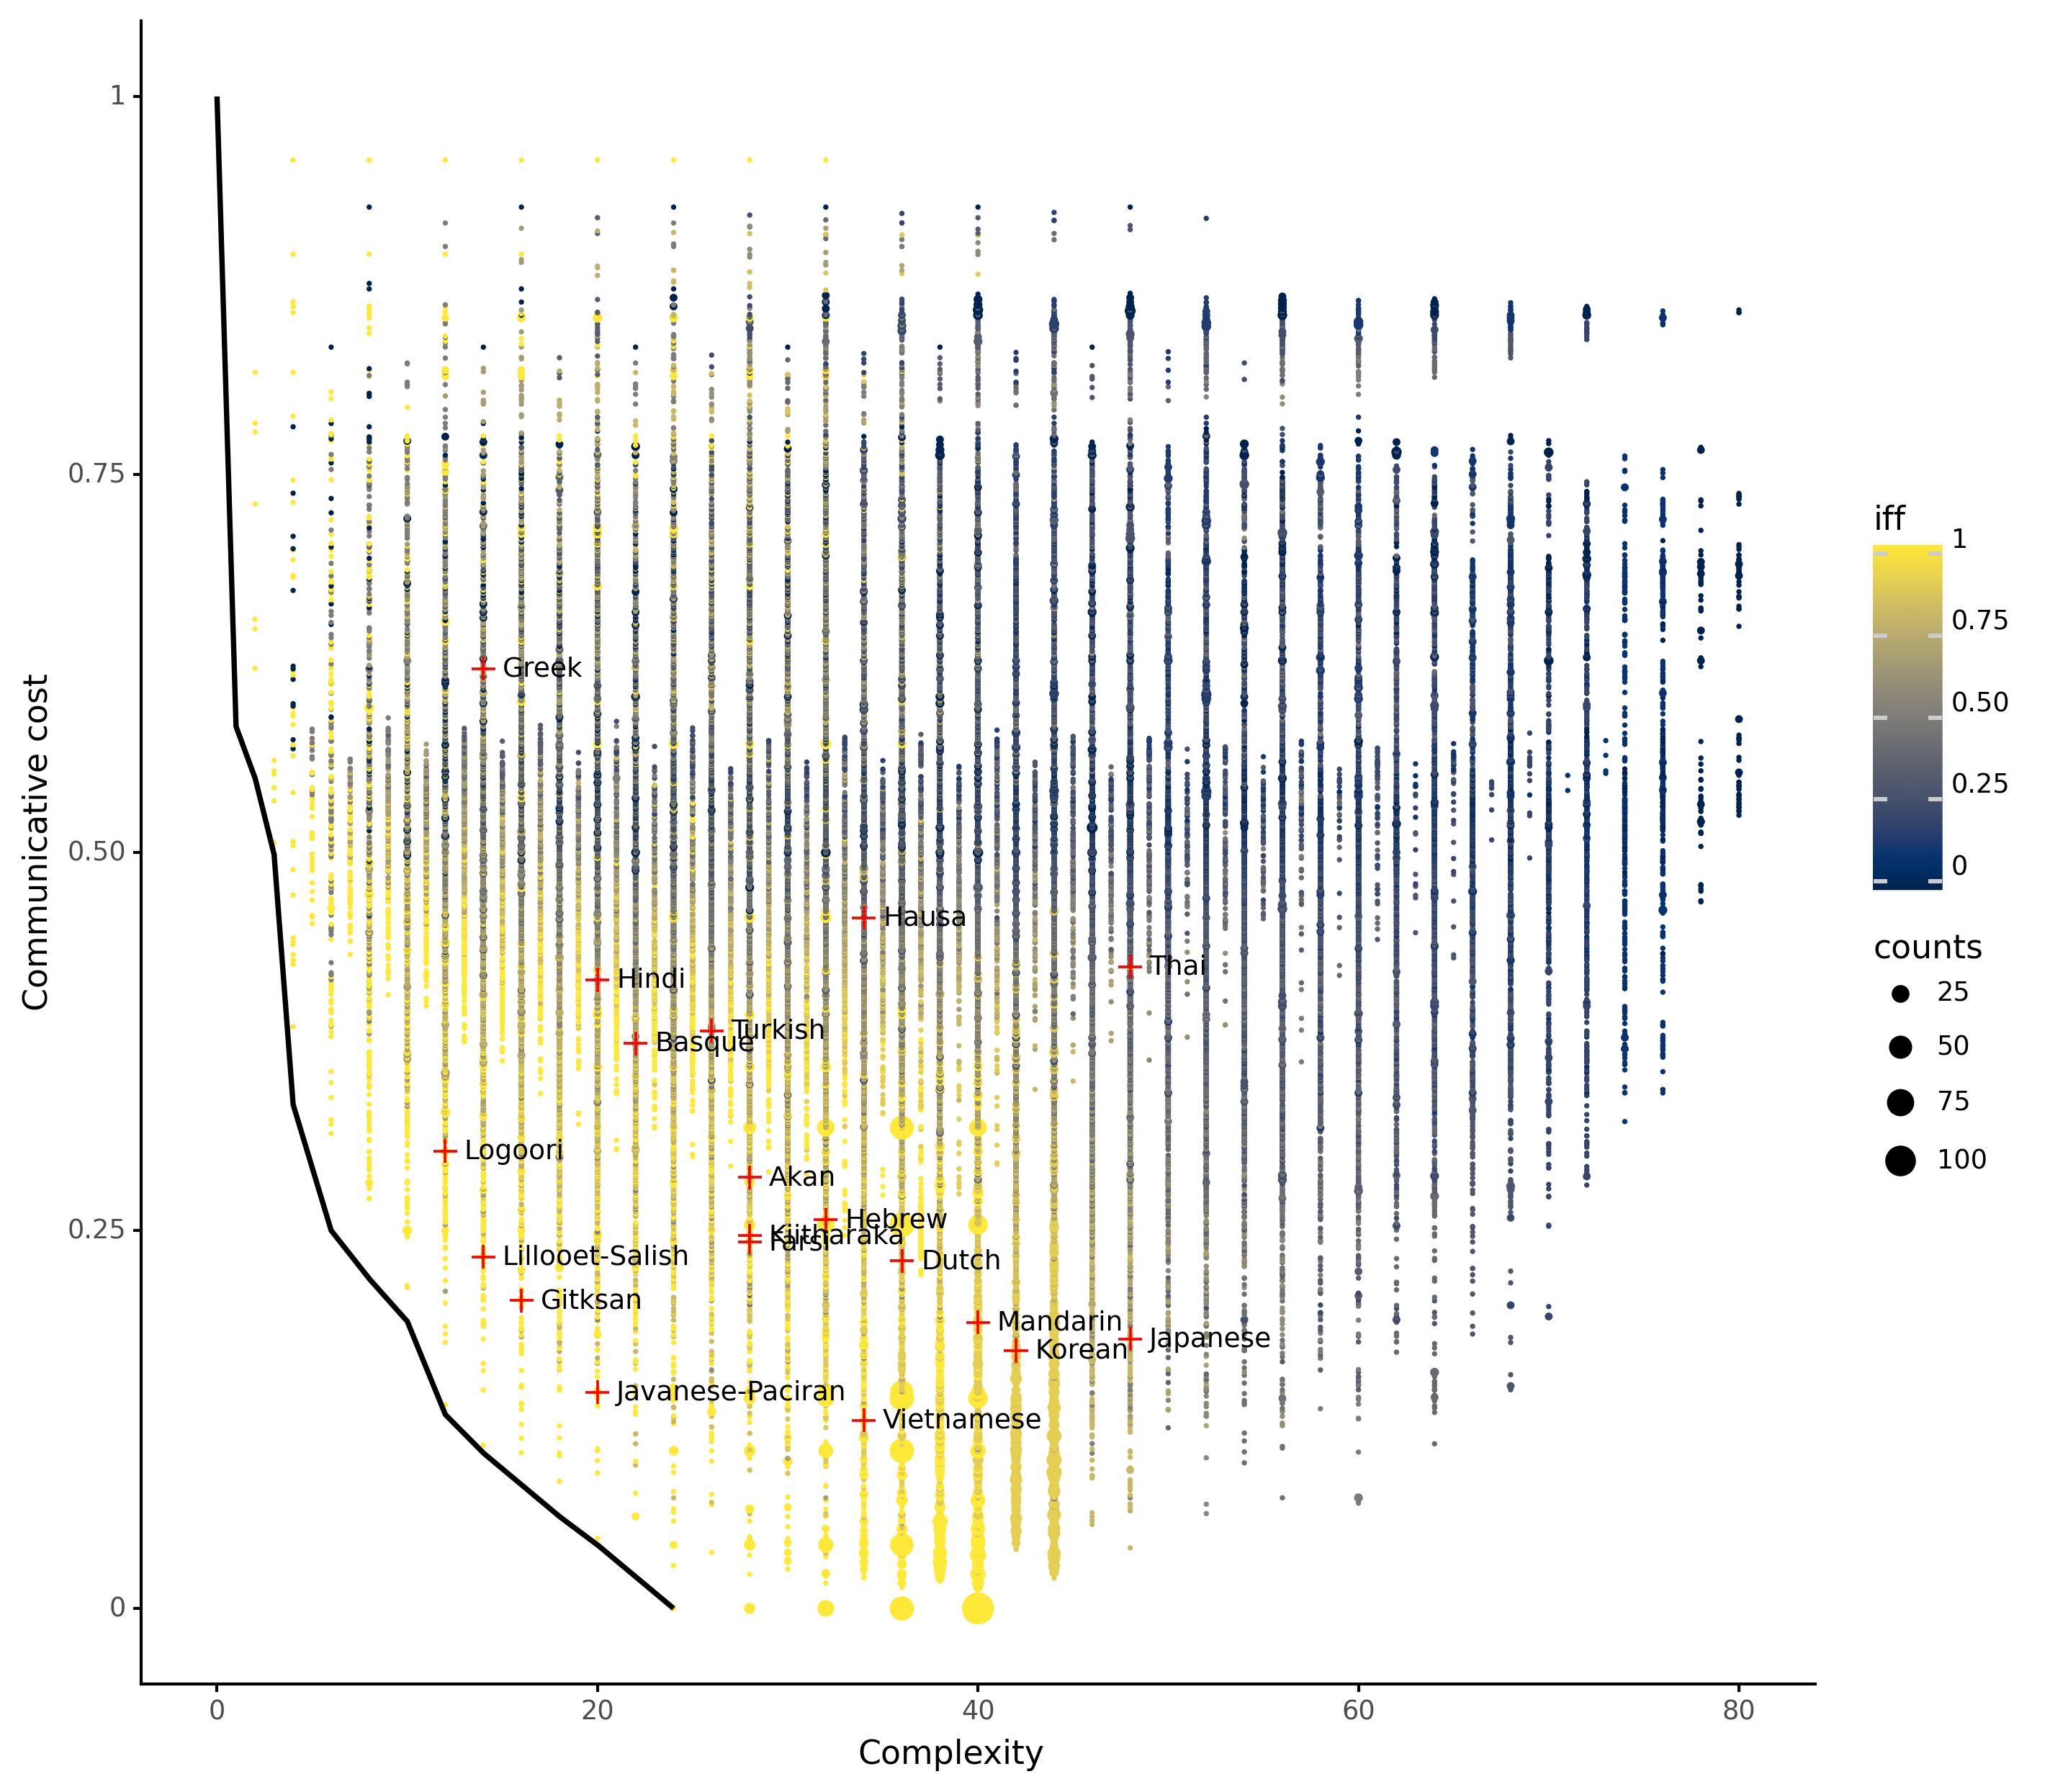 1
0.75
0.50
0.25
0
Communicative cost
0
20
40
60
80
Complexity
Greek
Hausa
Thai
Hindi
Turkish
Basque
Logoori
Akan
Hebrew
Kiitharaka
Farsi
Lillooet-Salish
Dutch
Gitksan
Mandarin
Japanese
Korean
Javanese-Paciran
Vietnamese
iff
1
0.75
0.50
0.25
0
counts
25
50
75
100